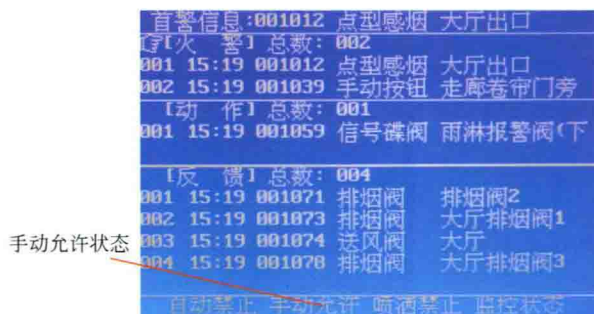 首警信息:001012 点型感烟 大厅出口
【火 警】总数: 002
001 15:19 001012 点型感烟 大厅出口
002 15:19 001039 手动按钮 走廊卷帘门旁
【动 作】总数: 001
001 15:19 001059 信号碟阀 雨淋报警阀(下
【反 馈】总数: 004
001 15:19 001071 排烟阀 排烟阀2
002 15:19 001073 排烟阀 大厅排烟阀1
003 15:19 001074 送风阀 大厅
004 15:19 001078 排烟阀 大厅排烟阀3
手动允许状态
自动禁止 手动允许 喷洒禁止 监控状态